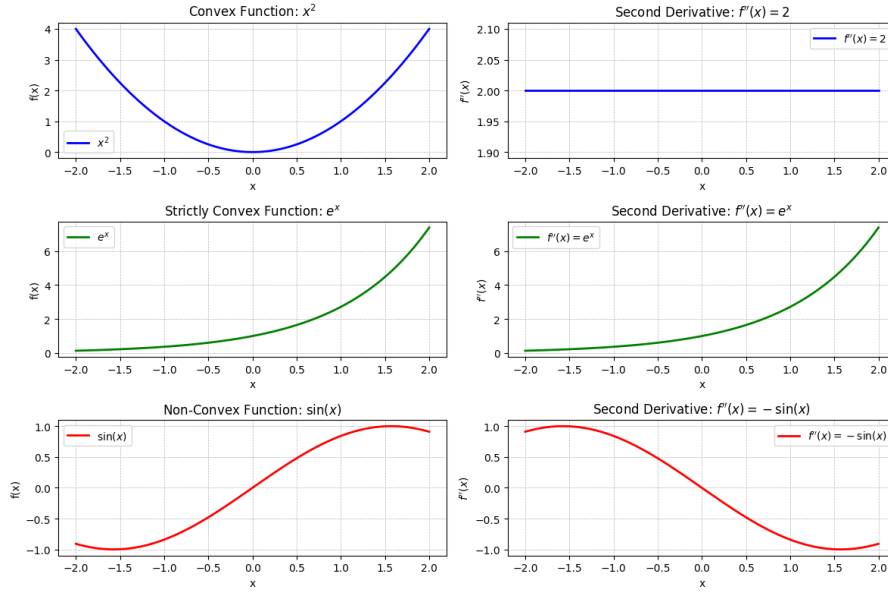 Convex Function: x²
f(x)
4
3
2
1
0
x²
-2.0 -1.5 -1.0 -0.5 0.0 0.5 1.0 1.5 2.0
x
Second Derivative: f''(x) = 2
f''(x)
2.10
2.05
2.00
1.95
1.90
f''(x) = 2
-2.0 -1.5 -1.0 -0.5 0.0 0.5 1.0 1.5 2.0
x
Strictly Convex Function: eˣ
f(x)
6
4
2
0
eˣ
-2.0 -1.5 -1.0 -0.5 0.0 0.5 1.0 1.5 2.0
x
Second Derivative: f''(x) = eˣ
f''(x)
6
4
2
0
f''(x) = eˣ
-2.0 -1.5 -1.0 -0.5 0.0 0.5 1.0 1.5 2.0
x
Non-Convex Function: sin(x)
f(x)
1.0
0.5
0.0
-0.5
-1.0
sin(x)
-2.0 -1.5 -1.0 -0.5 0.0 0.5 1.0 1.5 2.0
x
Second Derivative: f''(x) = − sin(x)
f''(x)
1.0
0.5
0.0
-0.5
-1.0
f''(x) = − sin(x)
-2.0 -1.5 -1.0 -0.5 0.0 0.5 1.0 1.5 2.0
x